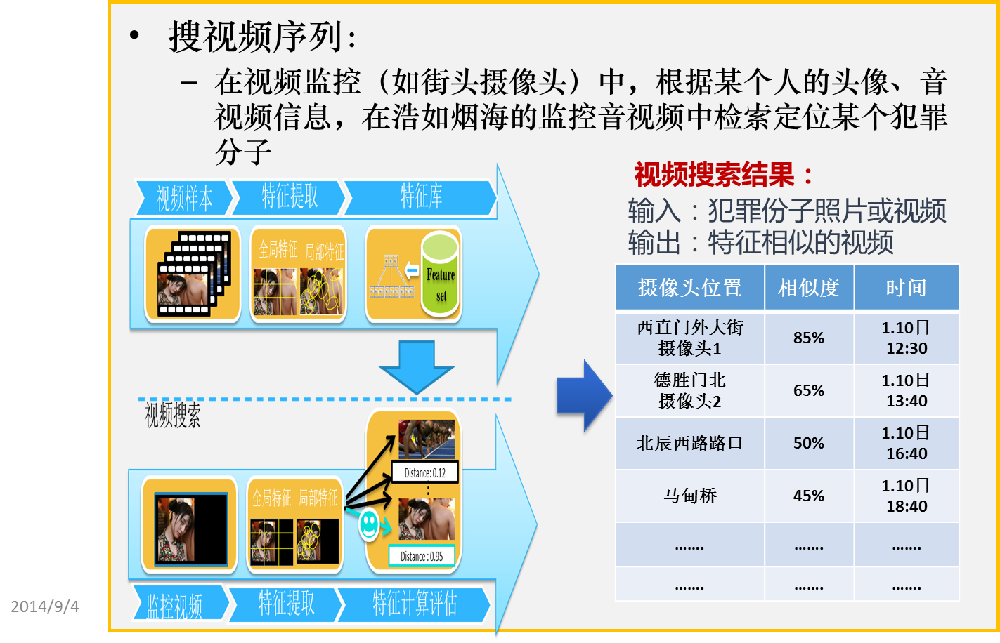 • 搜视频序列：
– 在视频监控（如街头摄像头）中，根据某个人的头像、音
视频信息，在浩如烟海的监控音视频中检索定位某个犯罪
分子
视频样本 特征提取 特征库
全局特征 局部特征
Feature
set
视频搜索
Distance: 0.12
全局特征 局部特征
Distance : 0.95
监控视频 特征提取 特征计算评估
视频搜索结果：
输入：犯罪份子照片或视频
输出：特征相似的视频
摄像头位置 相似度 时间
西直门外大街
摄像头1
85%
1.10日
12:30
德胜门北
摄像头2
65%
1.10日
13:40
北辰西路路口
50%
1.10日
16:40
马甸桥
45%
1.10日
18:40
....... ....... .......
....... ....... .......
2014/9/4